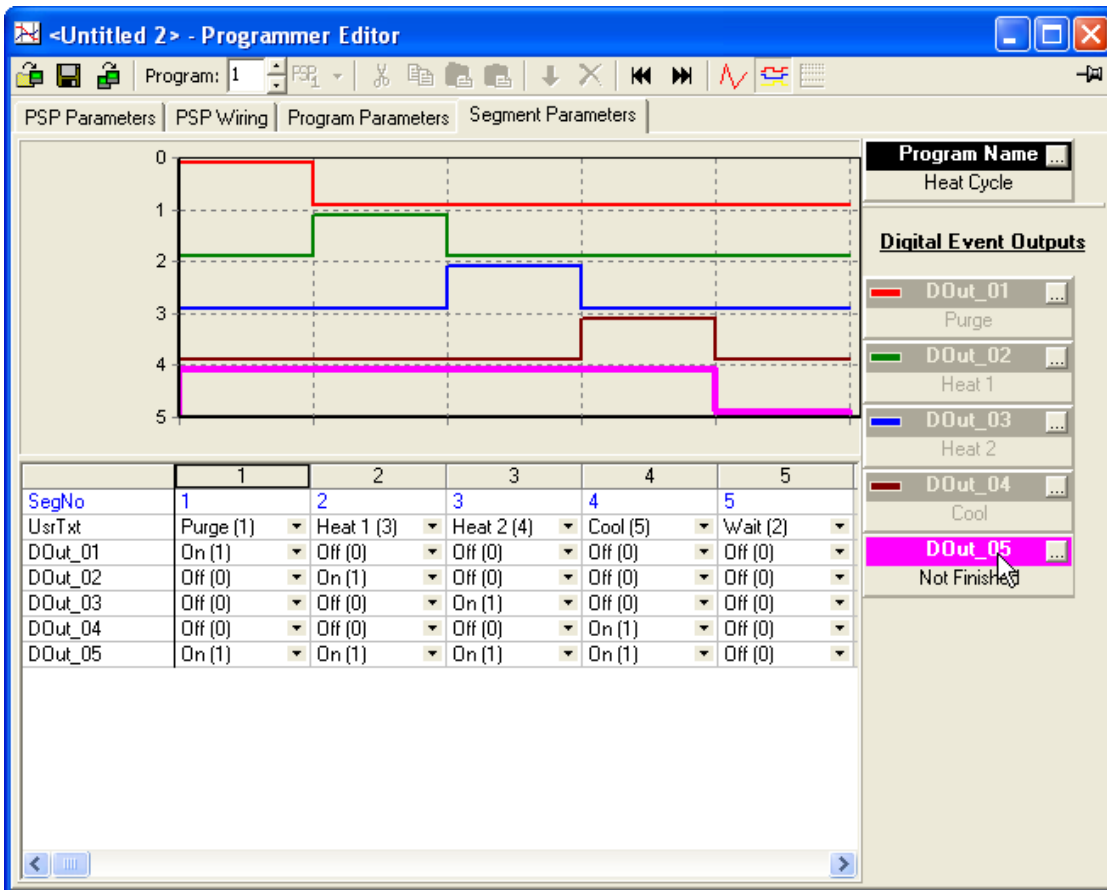 <Untitled 2> - Programmer Editor
Program: 1
PSP Parameters PSP Wiring Program Parameters Segment Parameters
0
1
2
3
4
5
Program Name ...
Heat Cycle
Digital Event Outputs
DOut_01 ...
Purge
DOut_02 ...
Heat 1
DOut_03 ...
Heat 2
DOut_04 ...
Cool
DOut_05 ...
Not Finished
1 2 3 4 5
SegNo 1 2 3 4 5
UsrTxt Purge (1) Heat 1 (3) Heat 2 (4) Cool (5) Wait (2)
DOut_01 On (1) Off (0) Off (0) Off (0) Off (0)
DOut_02 Off (0) On (1) Off (0) Off (0) Off (0)
DOut_03 Off (0) Off (0) On (1) Off (0) Off (0)
DOut_04 Off (0) Off (0) Off (0) On (1) Off (0)
DOut_05 On (1) On (1) On (1) On (1) Off (0)